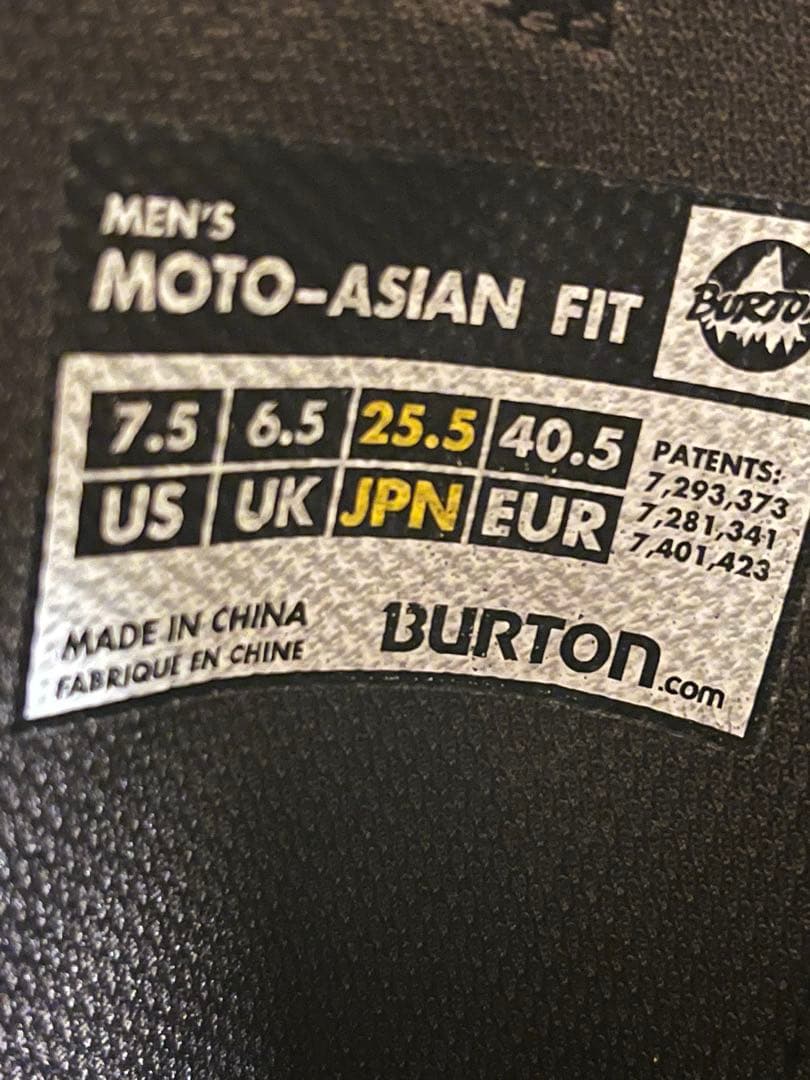 MEN'S
MOTO-ASIAN FIT
BURTON
7.5 6.5 25.5 40.5
US UK JPN EUR
PATENTS:
7,293,373
7,281,341
7,401,423
MADE IN CHINA
FABRIQUE EN CHINE
BURTON.com